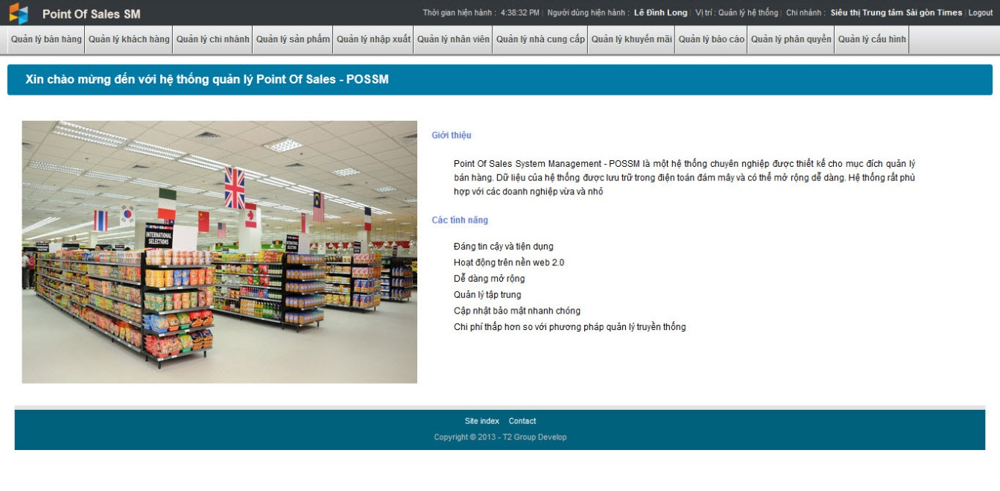 Point Of Sales SM
Thời gian hiện hành : 4:38:32 PM | Người dùng hiện hành : Lê Đình Long | Vị trí : Quản lý hệ thống | Chi nhánh : Siêu thị Trung tâm Sài gòn Times | Logout
Quản lý bán hàng Quản lý khách hàng Quản lý chi nhánh Quản lý sản phẩm Quản lý nhập xuất Quản lý nhân viên Quản lý nhà cung cấp Quản lý khuyến mãi Quản lý báo cáo Quản lý phân quyền Quản lý cấu hình
Xin chào mừng đến với hệ thống quản lý Point Of Sales - POSSM
INTERNATIONAL
SELECTIONS
Giới thiệu
Point Of Sales System Management - POSSM là một hệ thống chuyên nghiệp được thiết kế cho mục đích quản lý
bán hàng. Dữ liệu của hệ thống được lưu trữ trong điện toán đám mây và có thể mở rộng dễ dàng. Hệ thống rất phù
hợp với các doanh nghiệp vừa và nhỏ
Các tính năng
Đáng tin cậy và tiện dụng
Hoạt động trên nền web 2.0
Dễ dàng mở rộng
Quản lý tập trung
Cập nhật bảo mật nhanh chóng
Chi phí thấp hơn so với phương pháp quản lý truyền thống
Site index Contact
Copyright © 2013 - T2 Group Develop